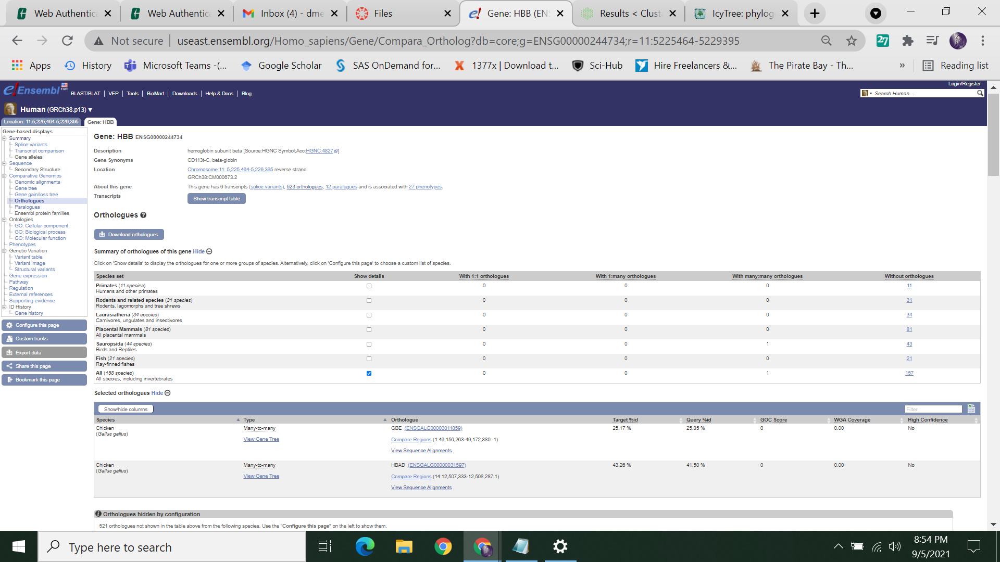 Web Authentica
Web Authentica
Inbox (4) - dme
Files
Gene: HBB (EN
Results < Clust
IcyTree: phylog
Not secure
useast.ensembl.org/Homo_sapiens/Gene/Compara_Ortholog?db=core;g=ENSG00000244734;r=11:5225464-5229395
27
Apps
History
Microsoft Teams -(...
Google Scholar
SAS OnDemand for...
1377x | Download t...
Sci-Hub
Hire Freelancers &...
The Pirate Bay - Th...
»
Reading list
e!Ensembl east
BLAST/BLAT | VEP | Tools | BioMart | Downloads | Help & Docs | Blog
Login/Register
Search Human...
Human (GRCh38.p13) ▼
Location: 11:5,225,464-5,229,395
Gene: HBB
Gene-based displays
Summary
Splice variants
Transcript comparison
Gene alleles
Sequence
Secondary Structure
Comparative Genomics
Genomic alignments
Gene tree
Gene gain/loss tree
Orthologues
Paralogues
Ensembl protein families
Ontologies
GO: Cellular component
GO: Biological process
GO: Molecular function
Phenotypes
Genetic Variation
Variant table
Variant image
Structural variants
Gene expression
Pathway
Regulation
External references
Supporting evidence
ID History
Gene history
Configure this page
Custom tracks
Export data
Share this page
Bookmark this page
Gene: HBB ENSG00000244734
Description hemoglobin subunit beta [Source:HGNC Symbol;Acc:HGNC:4827]
Gene Synonyms CD113t-C, beta-globin
Location Chromosome 11: 5,225,464-5,229,395 reverse strand.
GRCh38:CM000673.2
About this gene This gene has 6 transcripts (splice variants), 523 orthologues, 12 paralogues and is associated with 27 phenotypes.
Transcripts Show transcript table
Orthologues
Download orthologues
Summary of orthologues of this gene Hide
Click on 'Show details' to display the orthologues for one or more groups of species. Alternatively, click on 'Configure this page' to choose a custom list of species.
Species set Show details With 1:1 orthologues With 1:many orthologues With many:many orthologues Without orthologues
Primates (11 species) 0 0 0 11
Humans and other primates
Rodents and related species (31 species) 0 0 0 31
Rodents, lagomorphs and tree shrews
Laurasiatheria (34 species) 0 0 0 34
Carnivores, ungulates and insectivores
Placental Mammals (81 species) 0 0 0 81
All placental mammals
Sauropsida (44 species) 0 0 1 43
Birds and Reptiles
Fish (21 species) 0 0 0 21
Ray-finned fishes
All (158 species) 0 0 1 157
All species, including invertebrates
Selected orthologues Hide
Show/hide columns
Filter
Species Type Orthologue Target %id Query %id GOC Score WGA Coverage High Confidence
Chicken Many-to-many GBE (ENSGALG00000011859) 25.17 % 25.85 % 0 0.00 No
(Gallus gallus)
View Gene Tree Compare Regions (1:49,156,263-49,172,880:-1)
View Sequence Alignments
Chicken Many-to-many HBAD (ENSGALG00000031597) 43.26 % 41.50 % 0 0.00 No
(Gallus gallus)
View Gene Tree Compare Regions (14:12,507,333-12,508,287:1)
View Sequence Alignments
Orthologues hidden by configuration
521 orthologues not shown in the table above from the following species. Use the "Configure this page" on the left to show them.
Type here to search
8:54 PM
9/5/2021